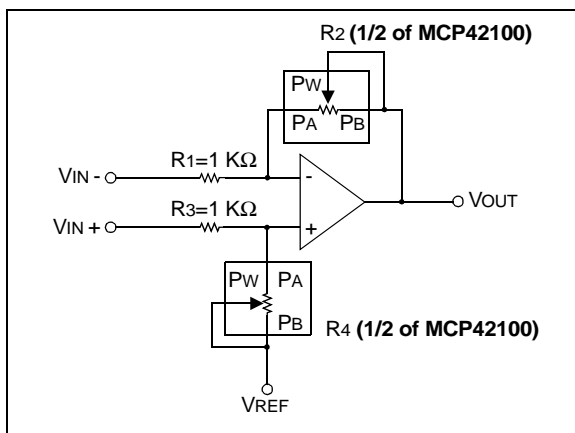 R2 (1/2 of MCP42100)
PW
PA PB
R1=1 KΩ
VIN -
-
VOUT
R3=1 KΩ
VIN +
+
PW PA
PB
R4 (1/2 of MCP42100)
VREF